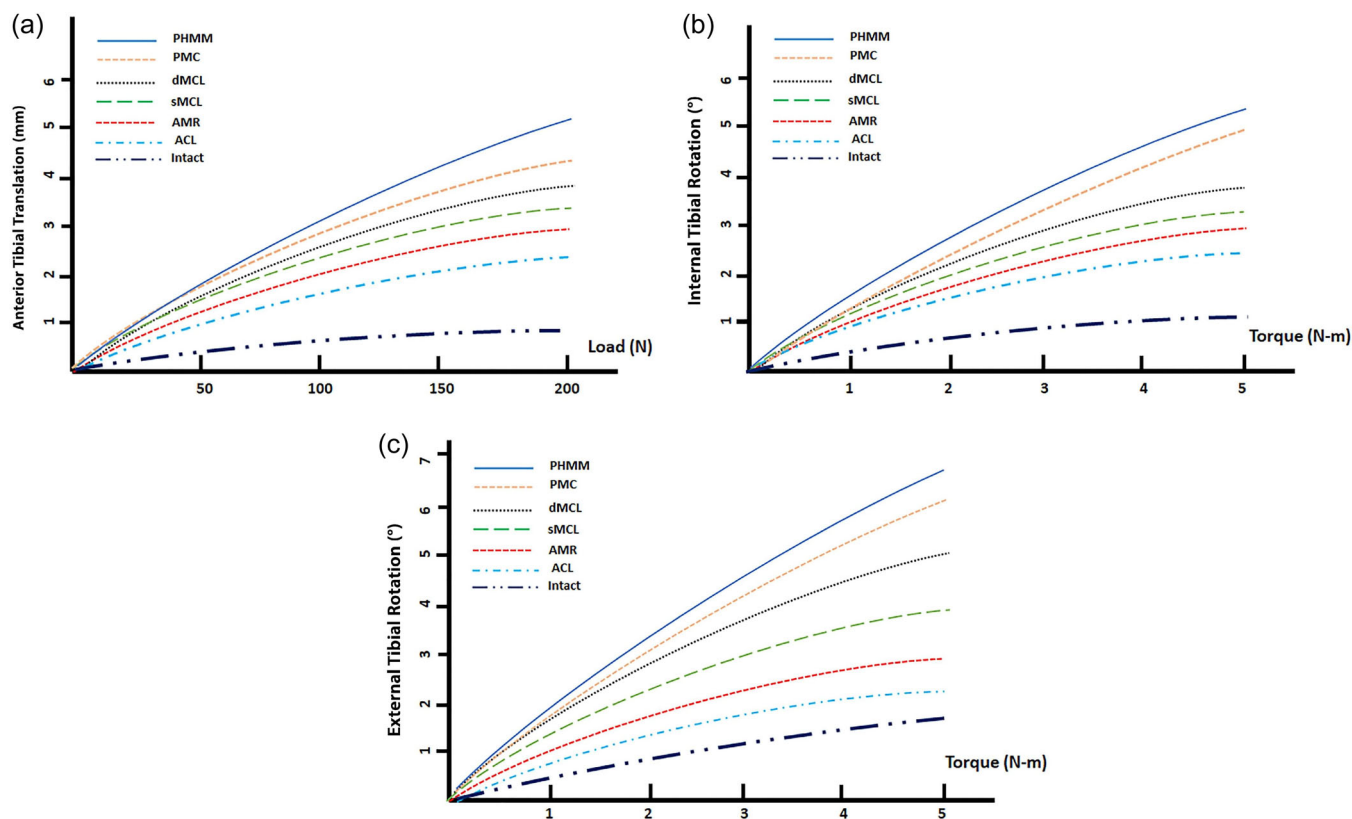 (a)
PHMM
PMC
dMCL
sMCL
AMR
ACL
Intact
Anterior Tibial Translation (mm)
6
5
4
3
2
1
Load (N)
50 100 150 200
(b)
PHMM
PMC
dMCL
sMCL
AMR
ACL
Intact
Internal Tibial Rotation (°)
6
5
4
3
2
1
Torque (N-m)
1 2 3 4 5
(c)
PHMM
PMC
dMCL
sMCL
AMR
ACL
Intact
External Tibial Rotation (°)
7
6
5
4
3
2
1
Torque (N-m)
1 2 3 4 5